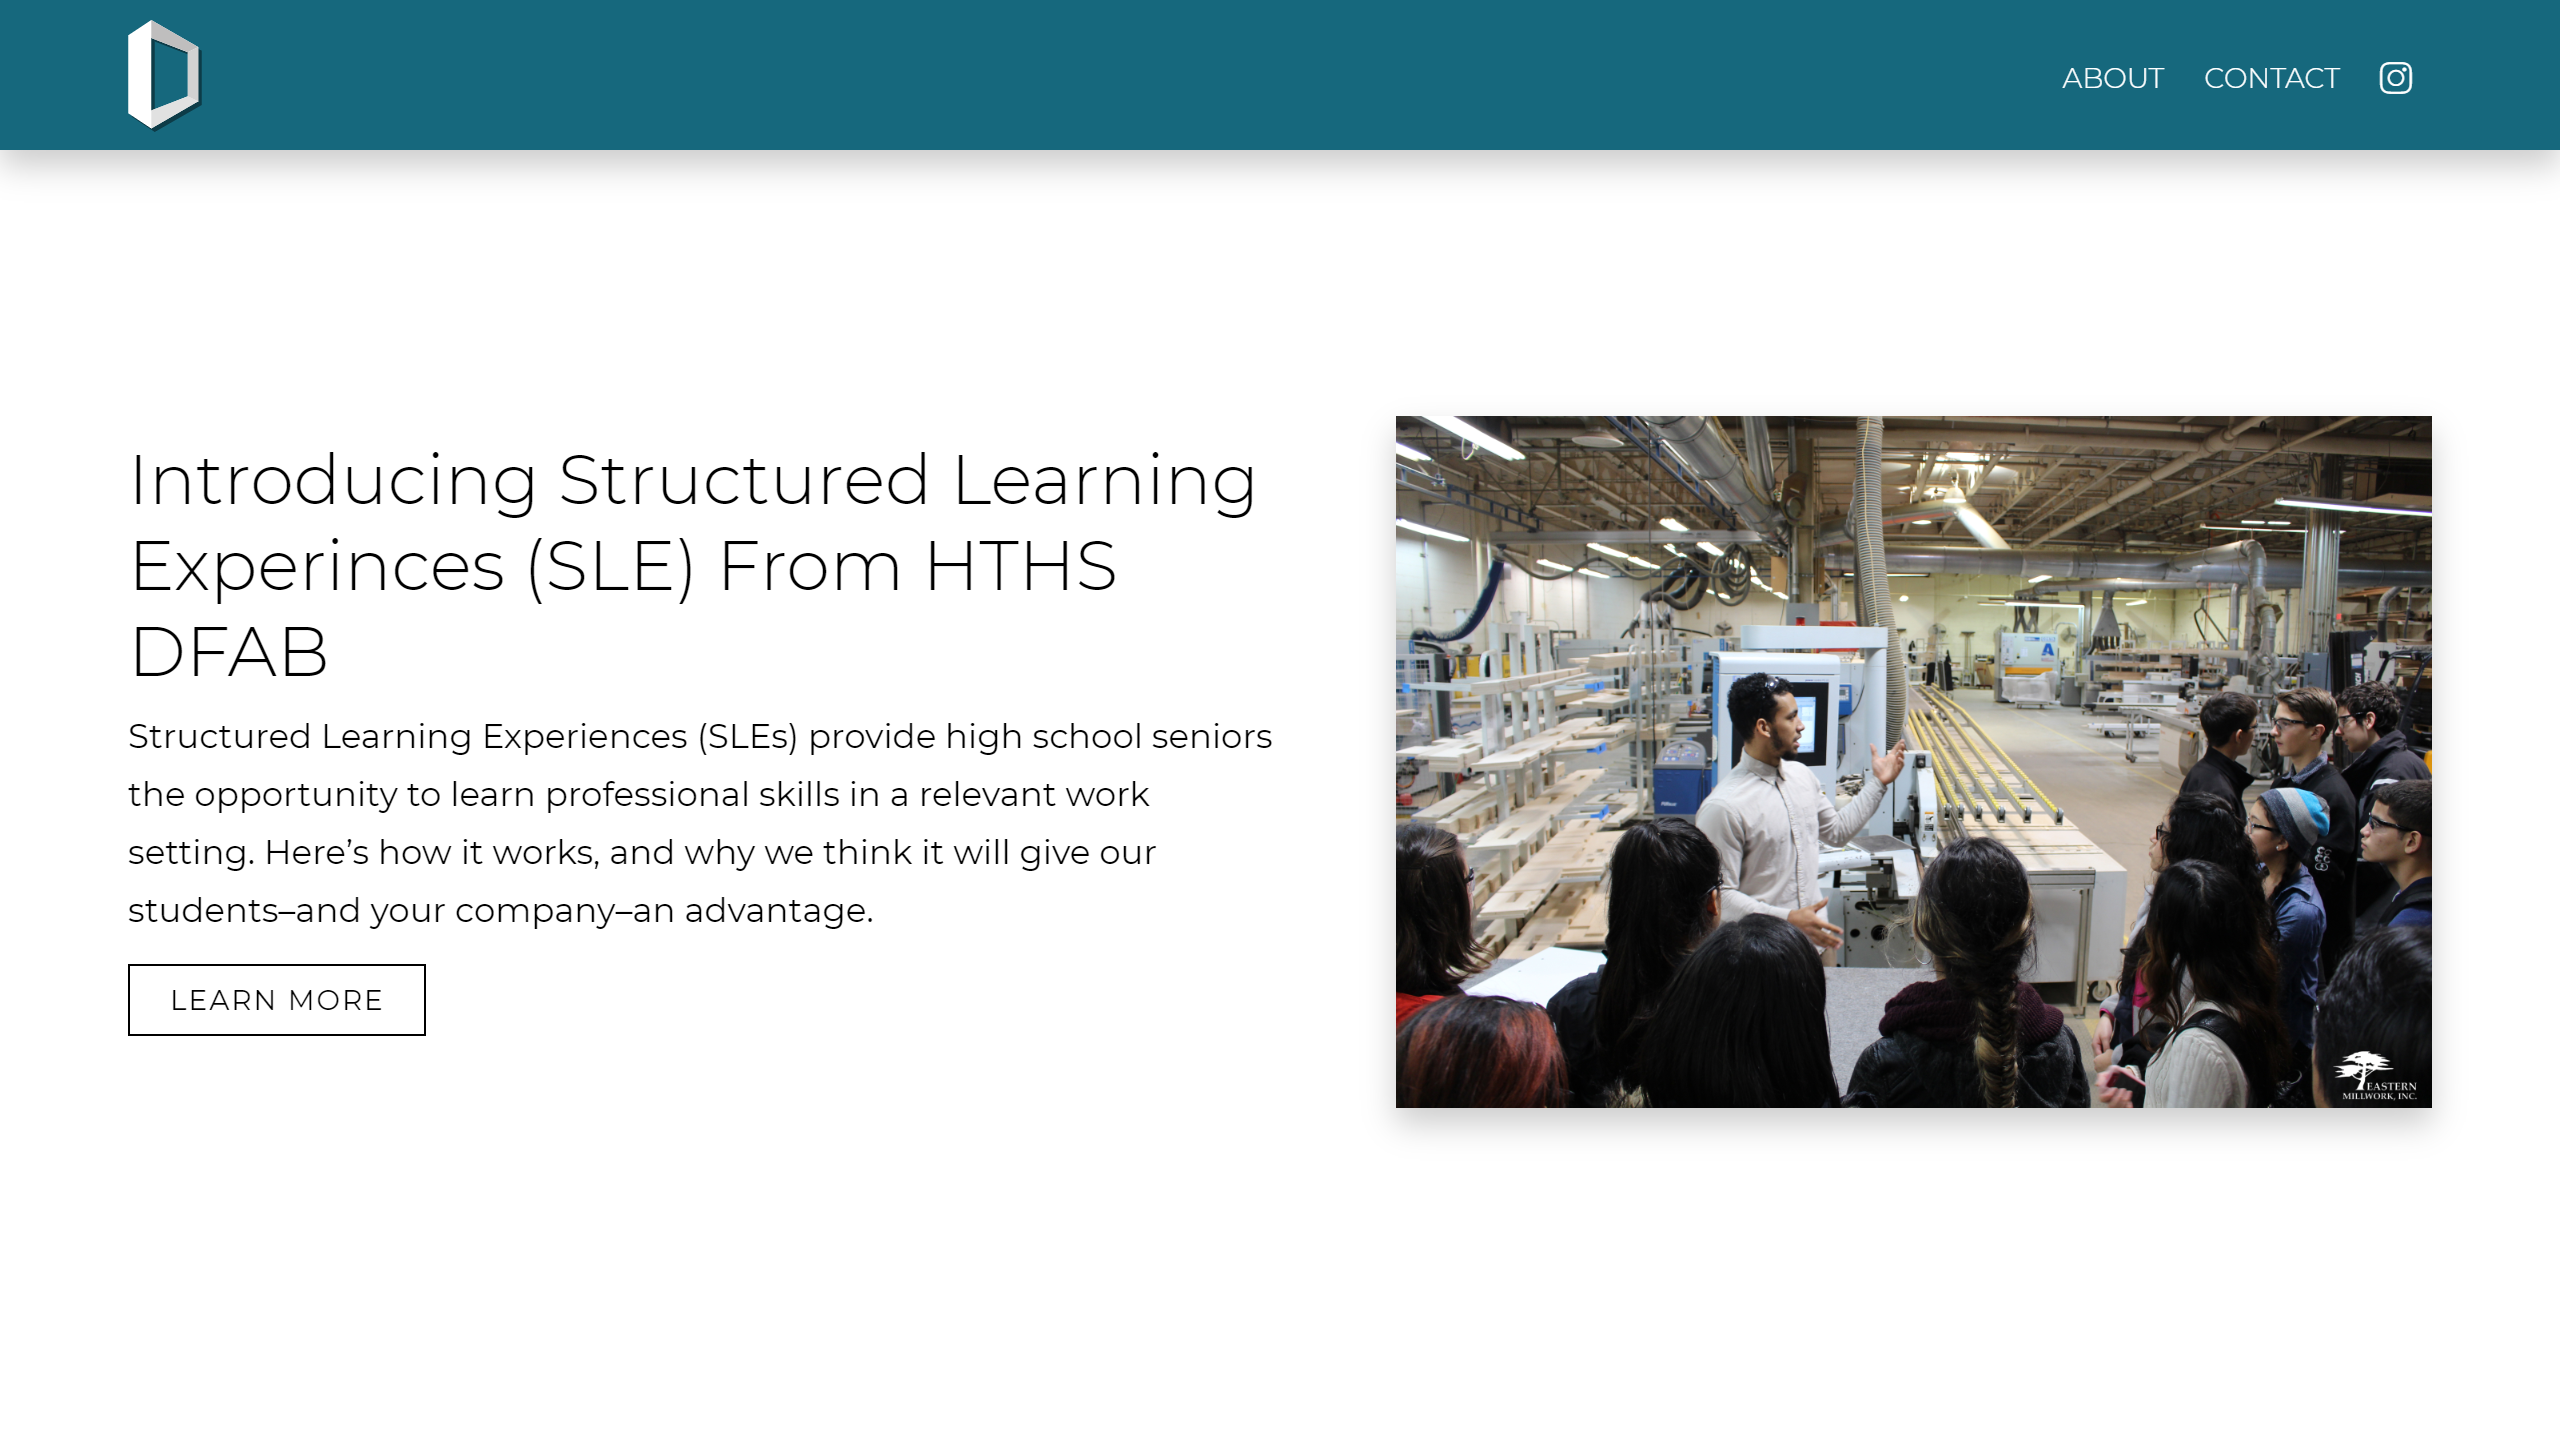 ABOUT CONTACT
Introducing Structured Learning
Experinces (SLE) From HTHS
DFAB
Structured Learning Experiences (SLEs) provide high school seniors
the opportunity to learn professional skills in a relevant work
setting. Here’s how it works, and why we think it will give our
students–and your company–an advantage.
LEARN MORE
A
EASTERN
MILLWORK, INC.